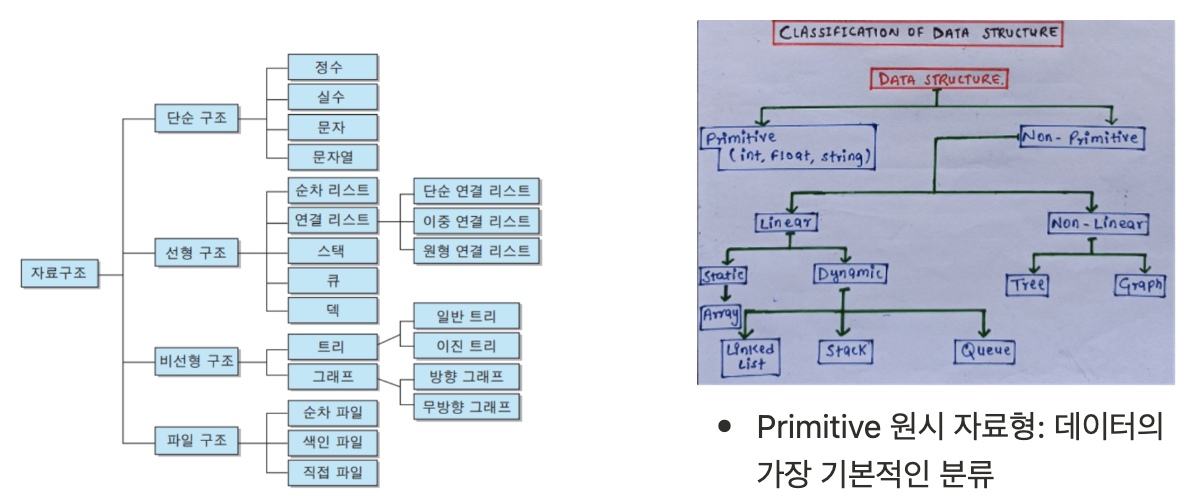 자료구조
단순 구조
정수
실수
문자
문자열
선형 구조
순차 리스트
연결 리스트
단순 연결 리스트
이중 연결 리스트
원형 연결 리스트
스택
큐
덱
비선형 구조
트리
일반 트리
이진 트리
그래프
방향 그래프
무방향 그래프
파일 구조
순차 파일
색인 파일
직접 파일
CLASSIFICATION OF DATA STRUCTURE
DATA STRUCTURE.
Primitive
(int, float, string)
Non-Primitive
Linear
Non-Linear
Static
Dynamic
Tree
Graph
Array
Linked
List
Stack
Queue
• Primitive 원시 자료형: 데이터의
가장 기본적인 분류